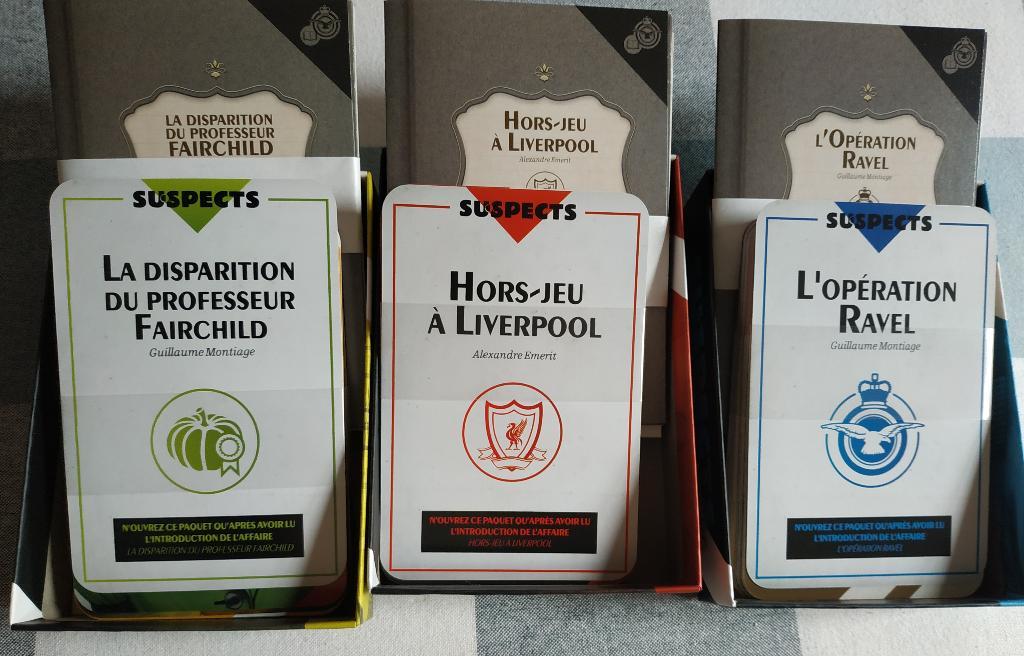 LA DISPARITION
DU PROFESSEUR
FAIRCHILD
HORS-JEU
À LIVERPOOL
Alexandre Emerit
L'OPÉRATION
RAVEL
Guillaume Montiage
SUSPECTS
LA DISPARITION
DU PROFESSEUR
FAIRCHILD
Guillaume Montiage
N'OUVREZ CE PAQUET QU'APRÈS AVOIR LU
L'INTRODUCTION DE L'AFFAIRE
LA DISPARITION DU PROFESSEUR FAIRCHILD
SUSPECTS
HORS-JEU
À LIVERPOOL
Alexandre Emerit
N'OUVREZ CE PAQUET QU'APRÈS AVOIR LU
L'INTRODUCTION DE L'AFFAIRE
HORS-JEU À LIVERPOOL
SUSPECTS
L'OPÉRATION
RAVEL
Guillaume Montiage
N'OUVREZ CE PAQUET QU'APRÈS AVOIR LU
L'INTRODUCTION DE L'AFFAIRE
L'OPÉRATION RAVEL